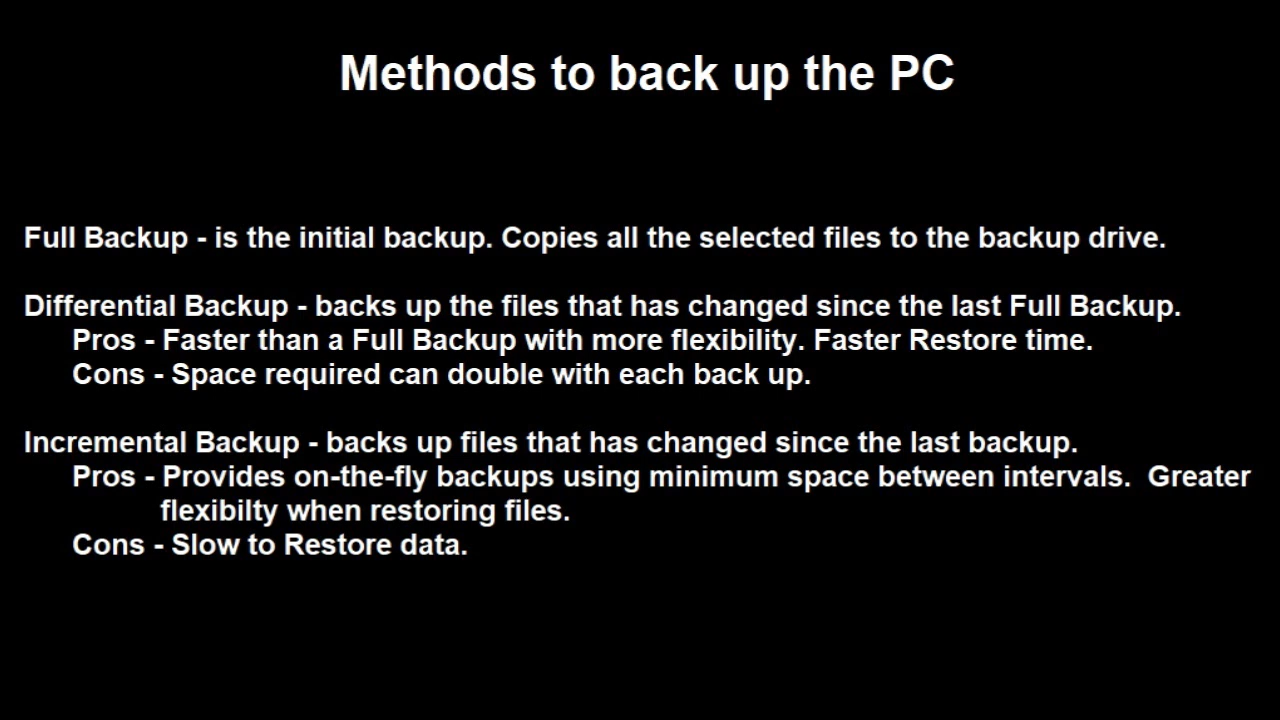 Methods to back up the PC
Full Backup - is the initial backup. Copies all the selected files to the backup drive.
Differential Backup - backs up the files that has changed since the last Full Backup.
Pros - Faster than a Full Backup with more flexibility. Faster Restore time.
Cons - Space required can double with each back up.
Incremental Backup - backs up files that has changed since the last backup.
Pros - Provides on-the-fly backups using minimum space between intervals.  Greater
flexibilty when restoring files.
Cons - Slow to Restore data.